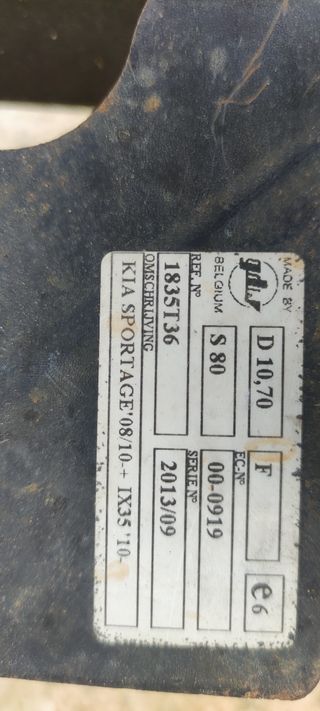 MADE BY
gdw
BELGIUM
D 10,70
F
e6
S 80
EC-Nº
00-0919
REF. Nº
1835T36
SERIE Nº
2013/09
OMSCHRIJVING
KIA SPORTAGE'08/10-+ IX35 '10-